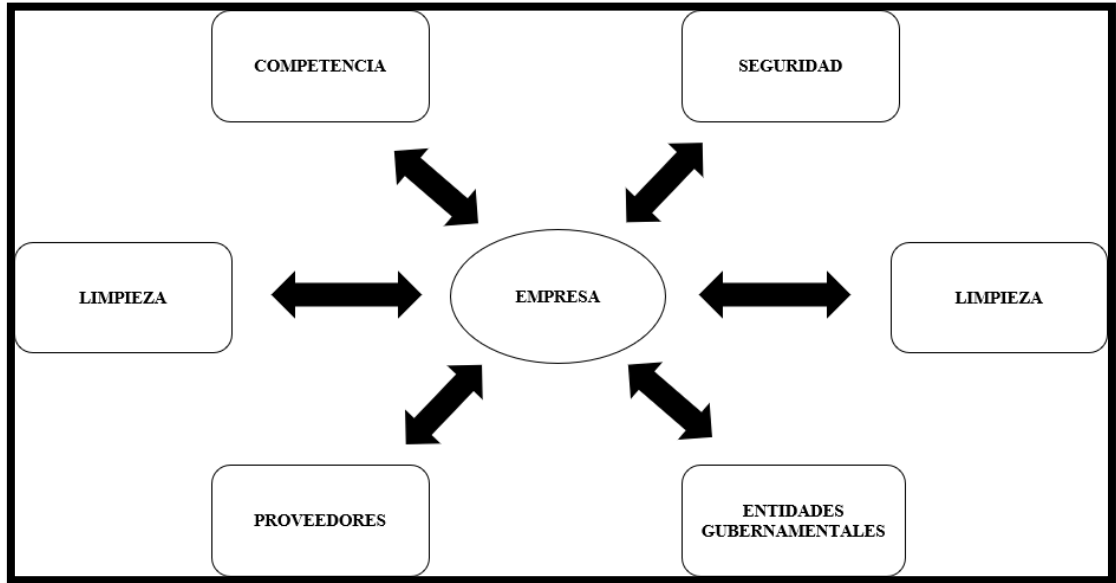 COMPETENCIA
SEGURIDAD
LIMPIEZA
EMPRESA
LIMPIEZA
PROVEEDORES
ENTIDADES
GUBERNAMENTALES